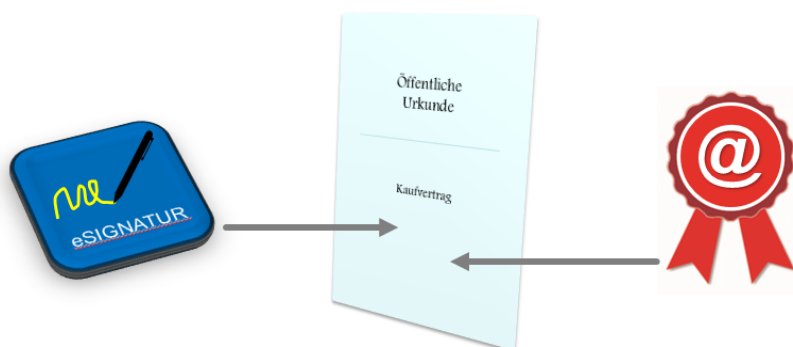 Öffentliche
Urkunde
Kaufvertrag
eSIGNATUR
@